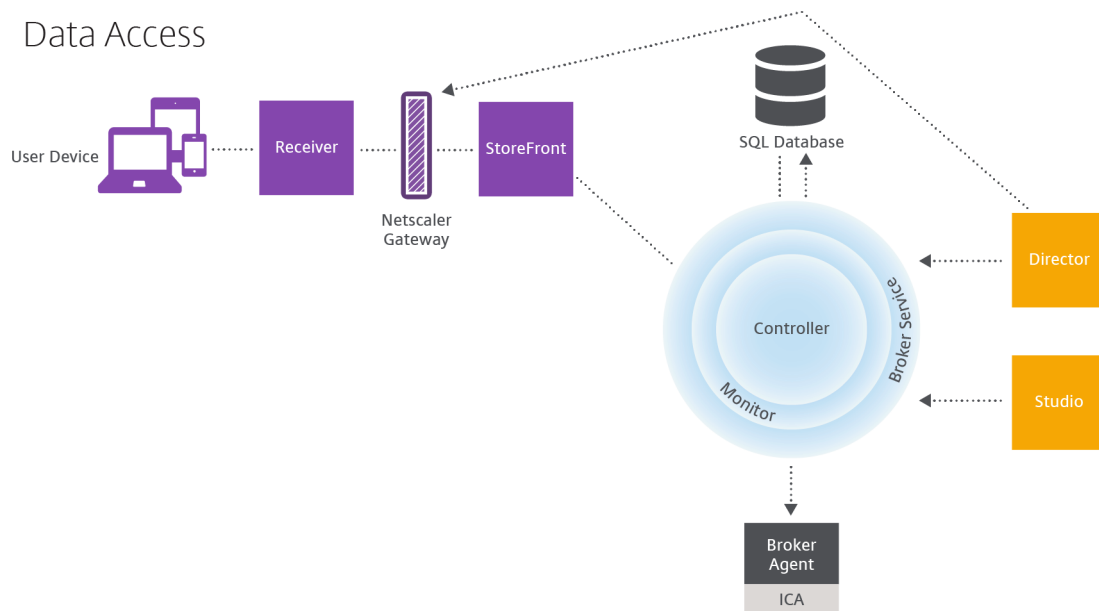 Data Access
User Device
Receiver
Netscaler
Gateway
StoreFront
SQL Database
Controller
Monitor
Broker Service
Director
Studio
Broker
Agent
ICA